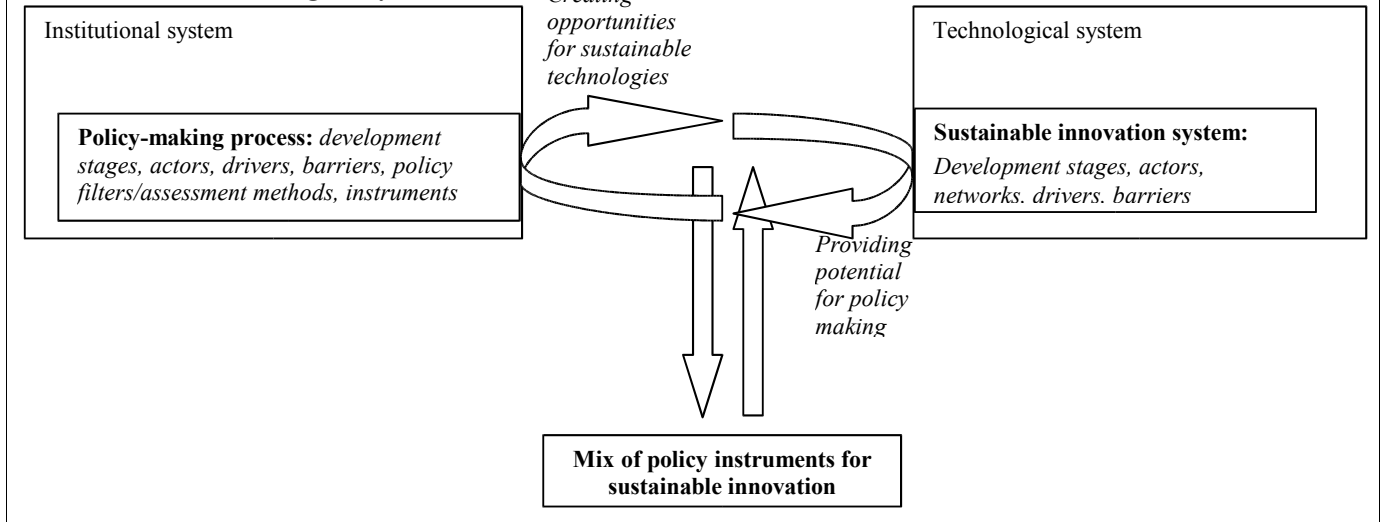 Institutional system
Policy-making process: development
stages, actors, drivers, barriers, policy
filters/assessment methods, instruments
Creating
opportunities
for sustainable
technologies
Technological system
Sustainable innovation system:
Development stages, actors,
networks. drivers. barriers
Providing
potential
for policy
making
Mix of policy instruments for
sustainable innovation